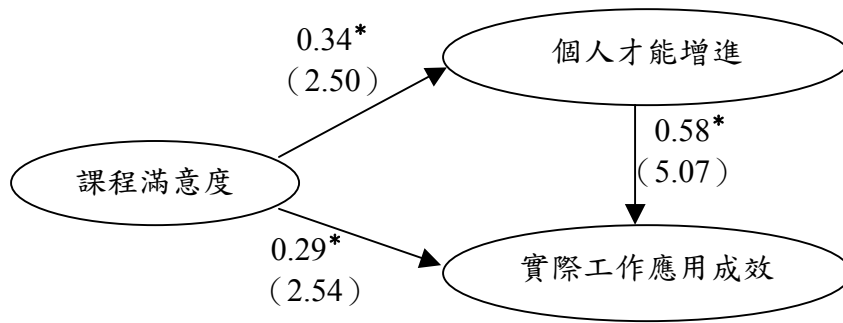 0.34*
（2.50）
個人才能增進
0.58*
（5.07）
課程滿意度
0.29*
（2.54）
實際工作應用成效